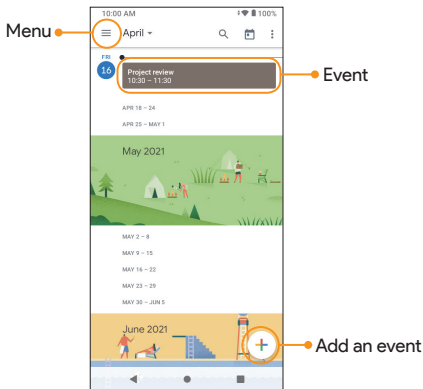 10:00 AM 100%
Menu
April
Event
FRI
16
Project review
10:30 – 11:30
APR 18 – 24
APR 25 – MAY 1
May 2021
MAY 2 – 8
MAY 9 – 15
MAY 16 – 22
MAY 23 – 29
MAY 30 – JUN 5
June 2021
Add an event